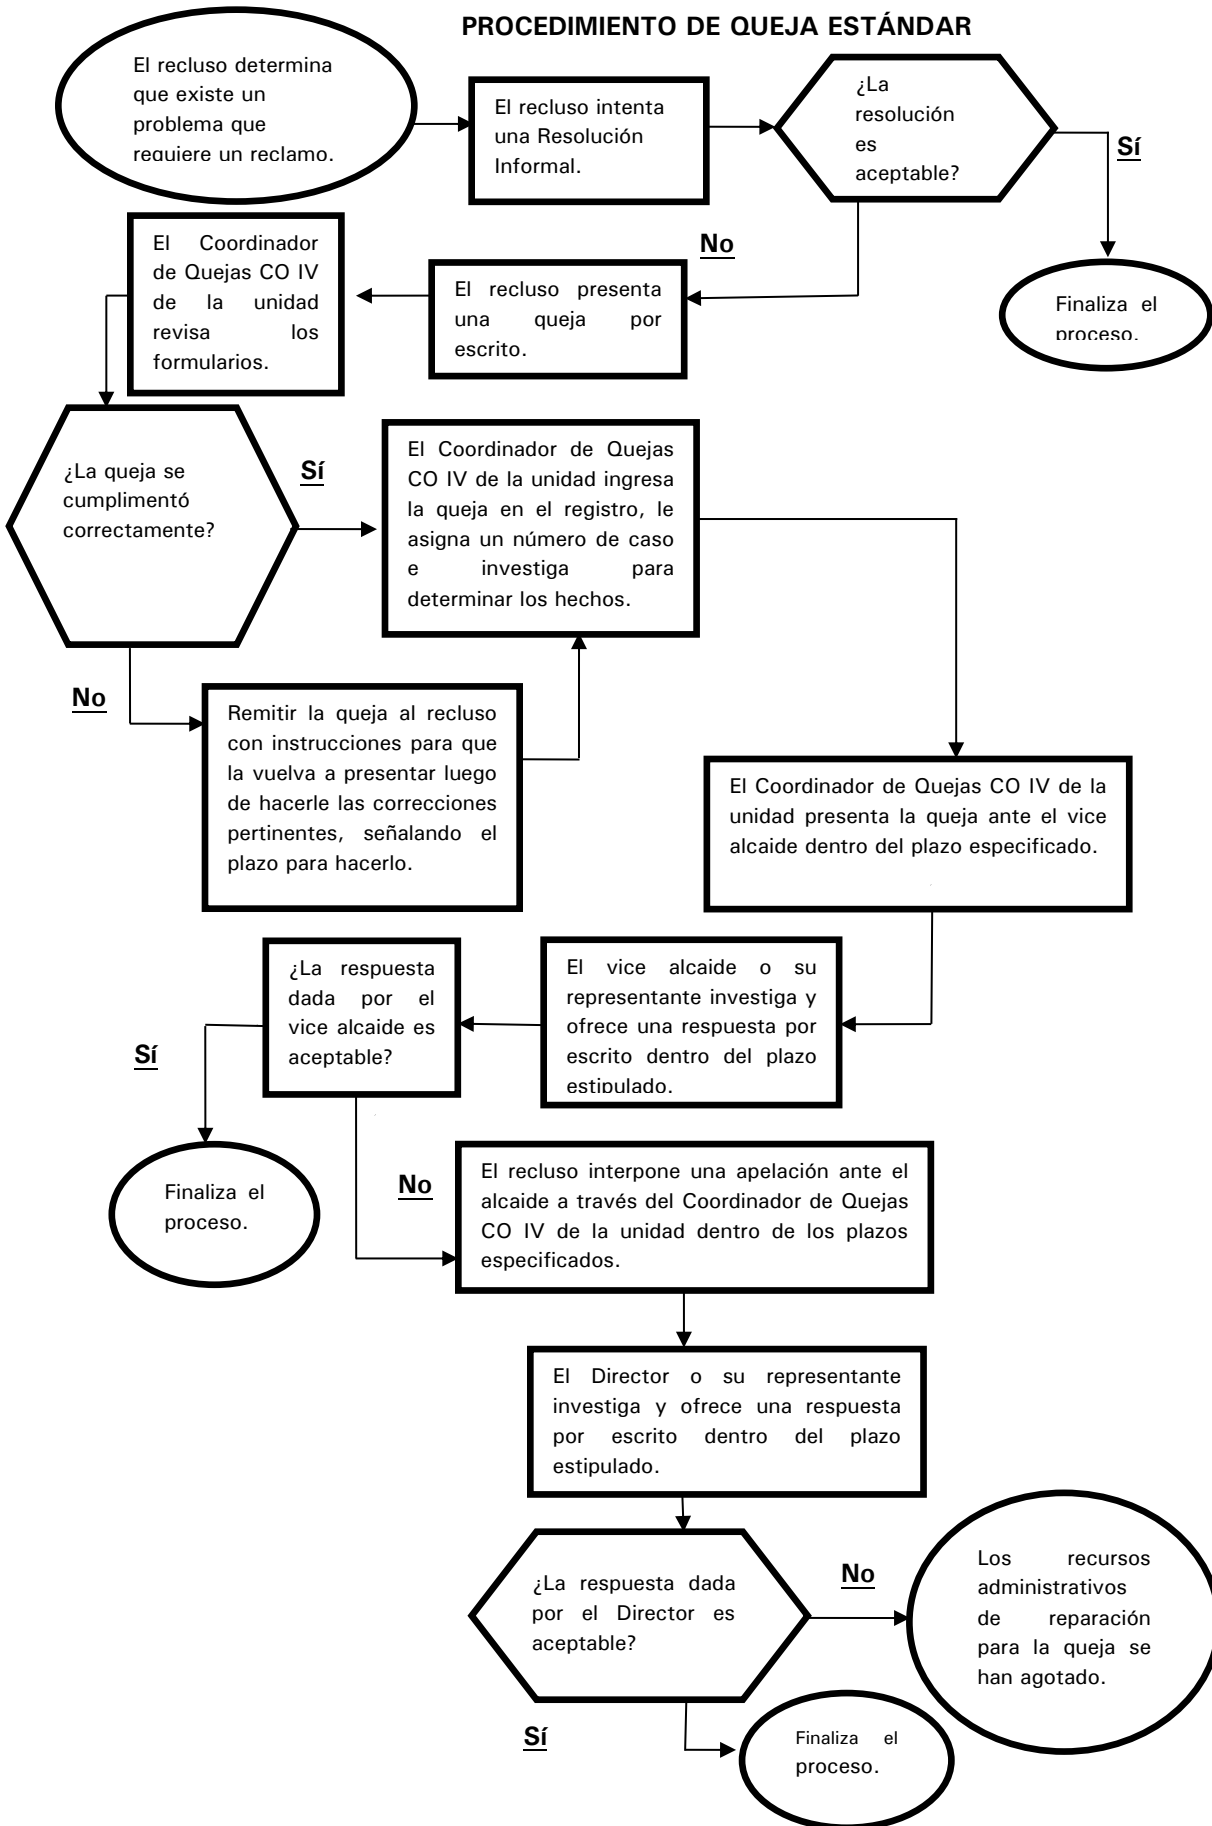 PROCEDIMIENTO DE QUEJA ESTÁNDAR
El recluso determina
que existe un
problema que
requiere un reclamo.
El recluso intenta
una Resolución
Informal.
¿La
resolución
es
aceptable?
Sí
Finaliza el
proceso.
No
El recluso presenta
una queja por
escrito.
El Coordinador
de Quejas CO IV
de la unidad
revisa los
formularios.
¿La queja se
cumplimentó
correctamente?
Sí
El Coordinador de Quejas
CO IV de la unidad ingresa
la queja en el registro, le
asigna un número de caso
e investiga para
determinar los hechos.
No
Remitir la queja al recluso
con instrucciones para que
la vuelva a presentar luego
de hacerle las correcciones
pertinentes, señalando el
plazo para hacerlo.
El Coordinador de Quejas CO IV de la
unidad presenta la queja ante el vice
alcaide dentro del plazo especificado.
El vice alcaide o su
representante investiga y
ofrece una respuesta por
escrito dentro del plazo
estipulado.
¿La respuesta
dada por el
vice alcaide es
aceptable?
Sí
Finaliza el
proceso.
No
El recluso interpone una apelación ante el
alcaide a través del Coordinador de Quejas
CO IV de la unidad dentro de los plazos
especificados.
El Director o su representante
investiga y ofrece una respuesta
por escrito dentro del plazo
estipulado.
¿La respuesta dada
por el Director es
aceptable?
No
Los recursos
administrativos
de reparación
para la queja se
han agotado.
Sí
Finaliza el
proceso.